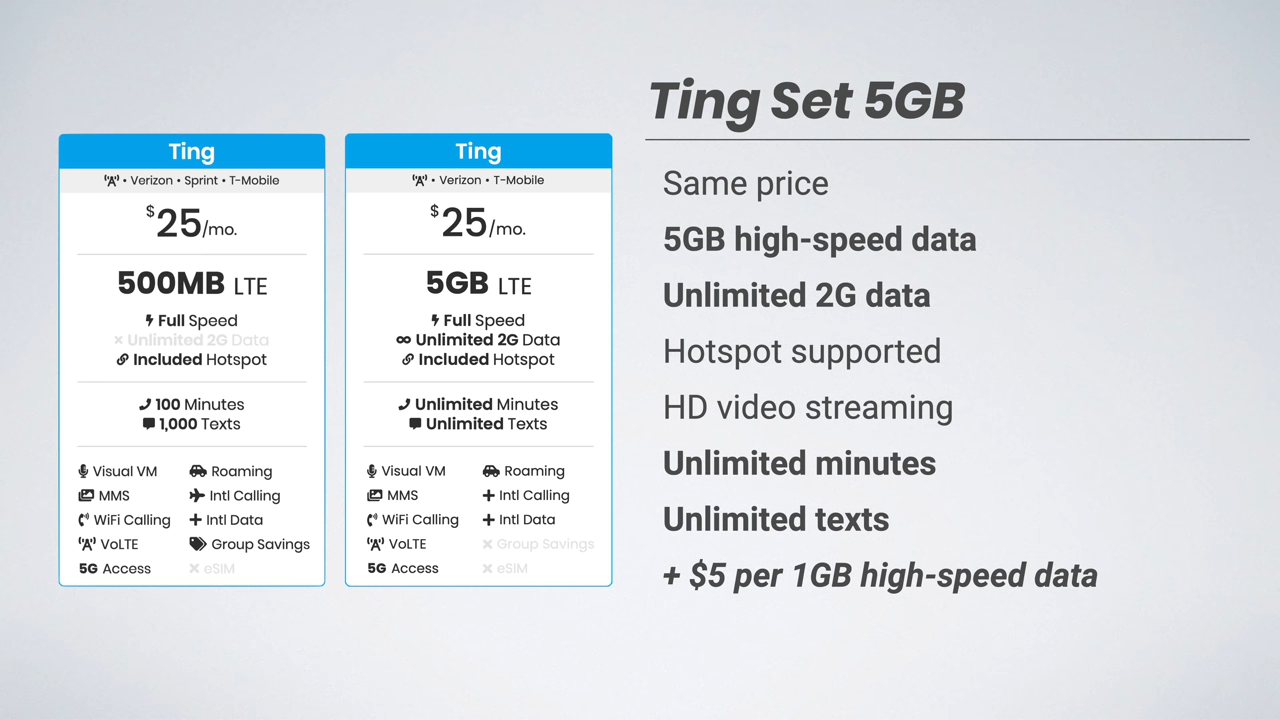 Ting Set 5GB
Ting
• Verizon • Sprint • T-Mobile
$25/mo.
500MB LTE
Full Speed
× Unlimited 2G Data
Included Hotspot
100 Minutes
1,000 Texts
Visual VM Roaming
MMS Intl Calling
WiFi Calling + Intl Data
VoLTE Group Savings
5G Access × eSIM
Ting
• Verizon • T-Mobile
$25/mo.
5GB LTE
Full Speed
∞ Unlimited 2G Data
Included Hotspot
Unlimited Minutes
Unlimited Texts
Visual VM Roaming
MMS + Intl Calling
WiFi Calling + Intl Data
VoLTE × Group Savings
5G Access × eSIM
Same price
5GB high-speed data
Unlimited 2G data
Hotspot supported
HD video streaming
Unlimited minutes
Unlimited texts
+ $5 per 1GB high-speed data